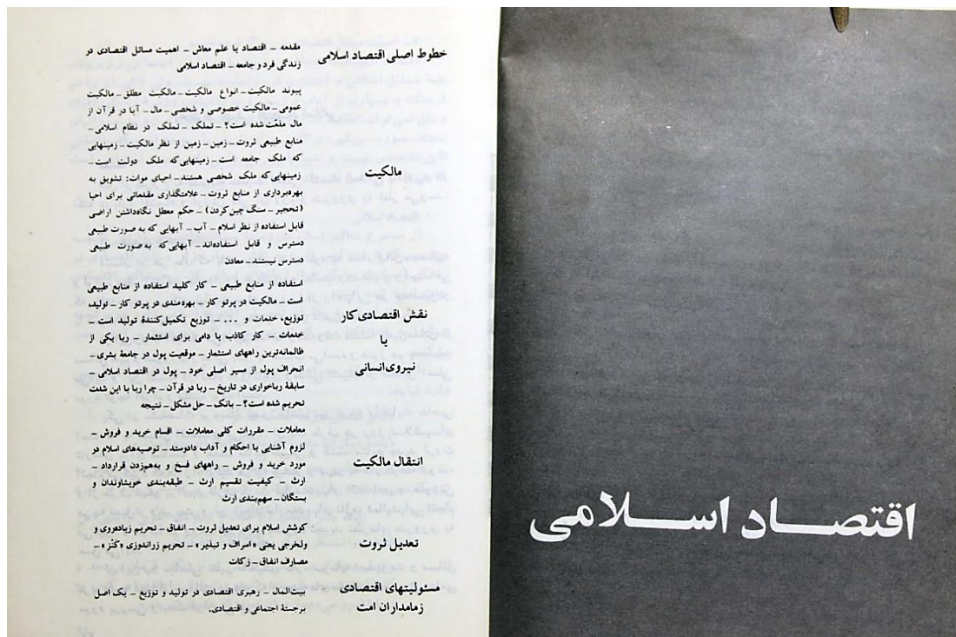 اقتصاد اسلامی
خطوط اصلی اقتصاد اسلامی
مقدمه – اقتصاد یا علم معاش – اهمیت مسائل اقتصادی در
زندگی فرد و جامعه – اقتصاد اسلامی
مالکیت
پیوند مالکیت – انواع مالکیت – مالکیت مطلق – مالکیت
عمومی – مالکیت خصوصی و شخصی – مال – آیا در قرآن از
مال مذمّت شده است؟ – تملک – تملک در نظام اسلامی –
منابع طبیعی ثروت – زمین – زمین از نظر مالکیت – زمینهایی
که ملک جامعه است – زمینهایی که ملک دولت است –
زمینهایی که ملک شخصی هستند – احیای موات: تشویق به
بهره‌برداری از منابع ثروت – علامتگذاری مقدماتی برای احیا
(تحجیر – سنگ چین کردن) – حکم معطل نگاه‌داشتن اراضی
قابل استفاده از نظر اسلام – آب – آبهایی که به صورت طبیعی
دسترس و قابل استفاده‌اند – آبهایی که به صورت طبیعی
دسترس نیستند – معادن
نقش اقتصادی کار
یا
نیروی انسانی
استفاده از منابع طبیعی – کار کلید استفاده از منابع طبیعی
است – مالکیت در پرتو کار – بهره‌مندی در پرتو کار – تولید،
توزیع، خدمات و ... – توزیع تکمیل‌کنندهٔ تولید است –
خدمات – کار کاذب یا دامی برای استثمار – ربا یکی از
ظالمانه‌ترین راههای استثمار – موقعیت پول در جامعهٔ بشری –
انحراف پول از مسیر اصلی خود – پول در اقتصاد اسلامی –
سابقهٔ رباخواری در تاریخ – ربا در قرآن – چرا ربا با این شدت
تحریم شده است؟ – بانک – حل مشکل – نتیجه
انتقال مالکیت
معاملات – مقررات کلی معاملات – اقسام خرید و فروش –
لزوم آشنایی با احکام و آداب دادوستد – توصیه‌های اسلام در
مورد خرید و فروش – راههای فسخ و به‌هم‌زدن قرارداد –
ارث – کیفیت تقسیم ارث – طبقه‌بندی خویشاوندان و
بستگان – سهم‌بندی ارث
تعدیل ثروت
کوشش اسلام برای تعدیل ثروت – انفاق – تحریم زیاده‌روی و
ولخرجی یعنی «اسراف و تبذیر» – تحریم زراندوزی «کَنْز» –
مصارف انفاق – زکات
مسئولیتهای اقتصادی
زمامداران امت
بیت‌المال – رهبری اقتصادی در تولید و توزیع – یک اصل
برجستهٔ اجتماعی و اقتصادی.